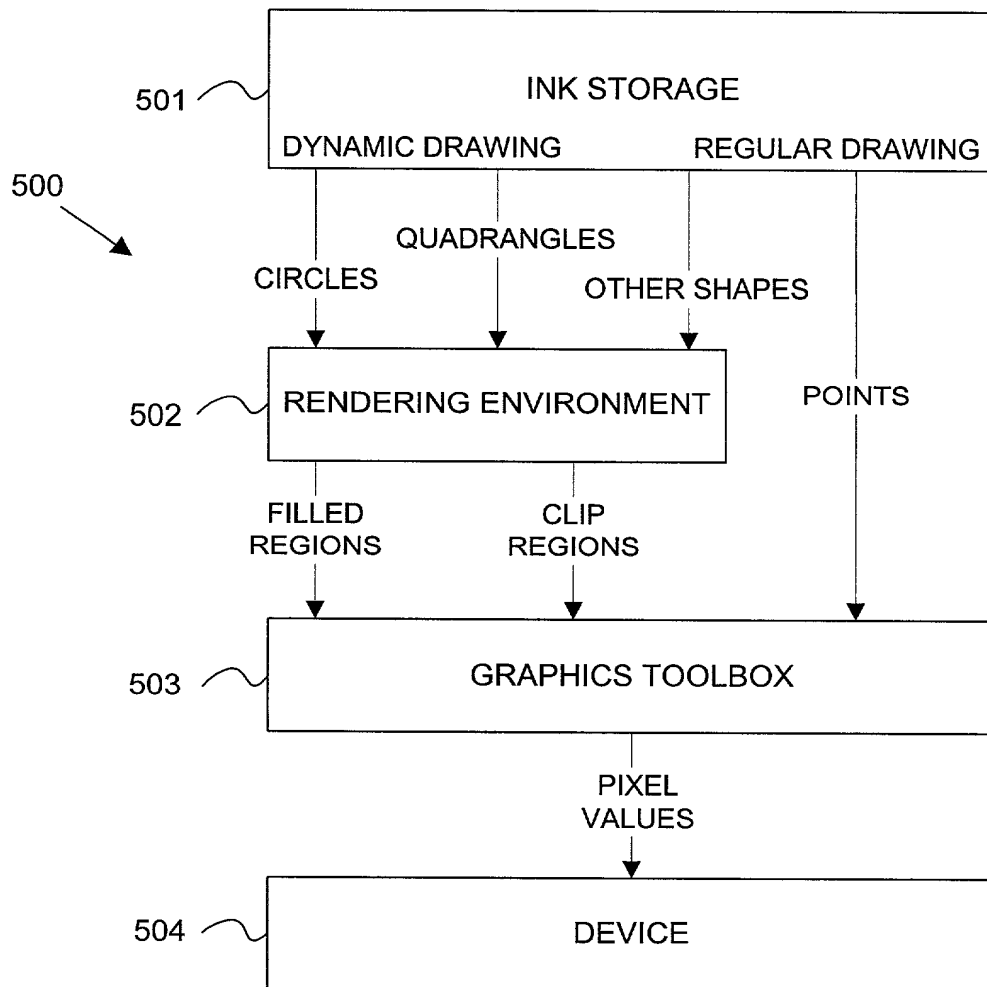 INK STORAGE
501
DYNAMIC DRAWING
REGULAR DRAWING
500
QUADRANGLES
CIRCLES
OTHER SHAPES
502
RENDERING ENVIRONMENT
POINTS
FILLED
REGIONS
CLIP
REGIONS
503
GRAPHICS TOOLBOX
PIXEL
VALUES
504
DEVICE